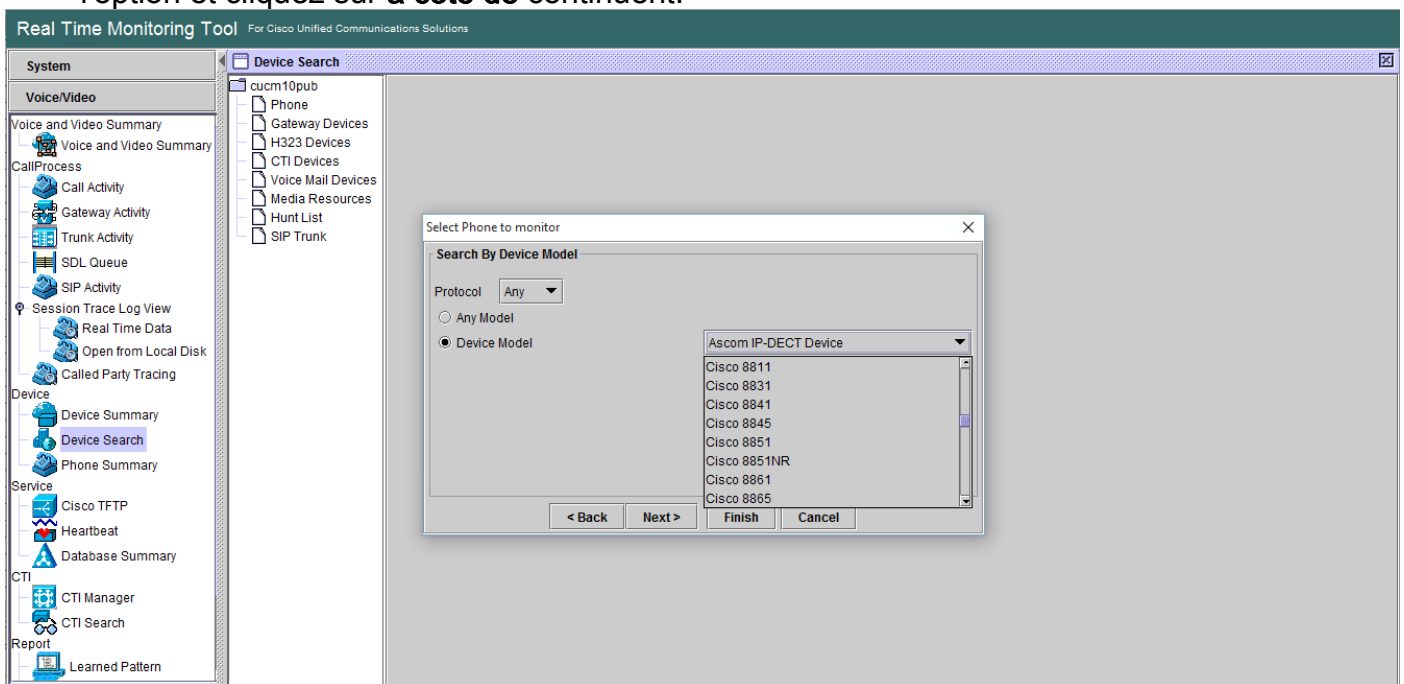 l'option et cliquez sur à côté de continuent.
Real Time Monitoring Tool For Cisco Unified Communications Solutions
System
Voice/Video
Voice and Video Summary
Voice and Video Summary
CallProcess
Call Activity
Gateway Activity
Trunk Activity
SDL Queue
SIP Activity
Session Trace Log View
Real Time Data
Open from Local Disk
Called Party Tracing
Device
Device Summary
Device Search
Phone Summary
Service
Cisco TFTP
Heartbeat
Database Summary
CTI
CTI Manager
CTI Search
Report
Learned Pattern
Device Search
cucm10pub
Phone
Gateway Devices
H323 Devices
CTI Devices
Voice Mail Devices
Media Resources
Hunt List
SIP Trunk
Select Phone to monitor
Search By Device Model
Protocol Any
Any Model
Device Model Ascom IP-DECT Device
Cisco 8811
Cisco 8831
Cisco 8841
Cisco 8845
Cisco 8851
Cisco 8851NR
Cisco 8861
Cisco 8865
< Back Next > Finish Cancel